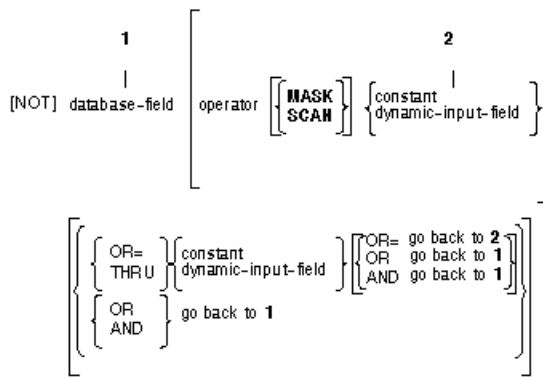 1 2
[NOT] database-field operator MASK constant
SCAN dynamic-input-field
OR= constant OR= go back to 2
THRU dynamic-input-field OR go back to 1
AND go back to 1
OR go back to 1
AND